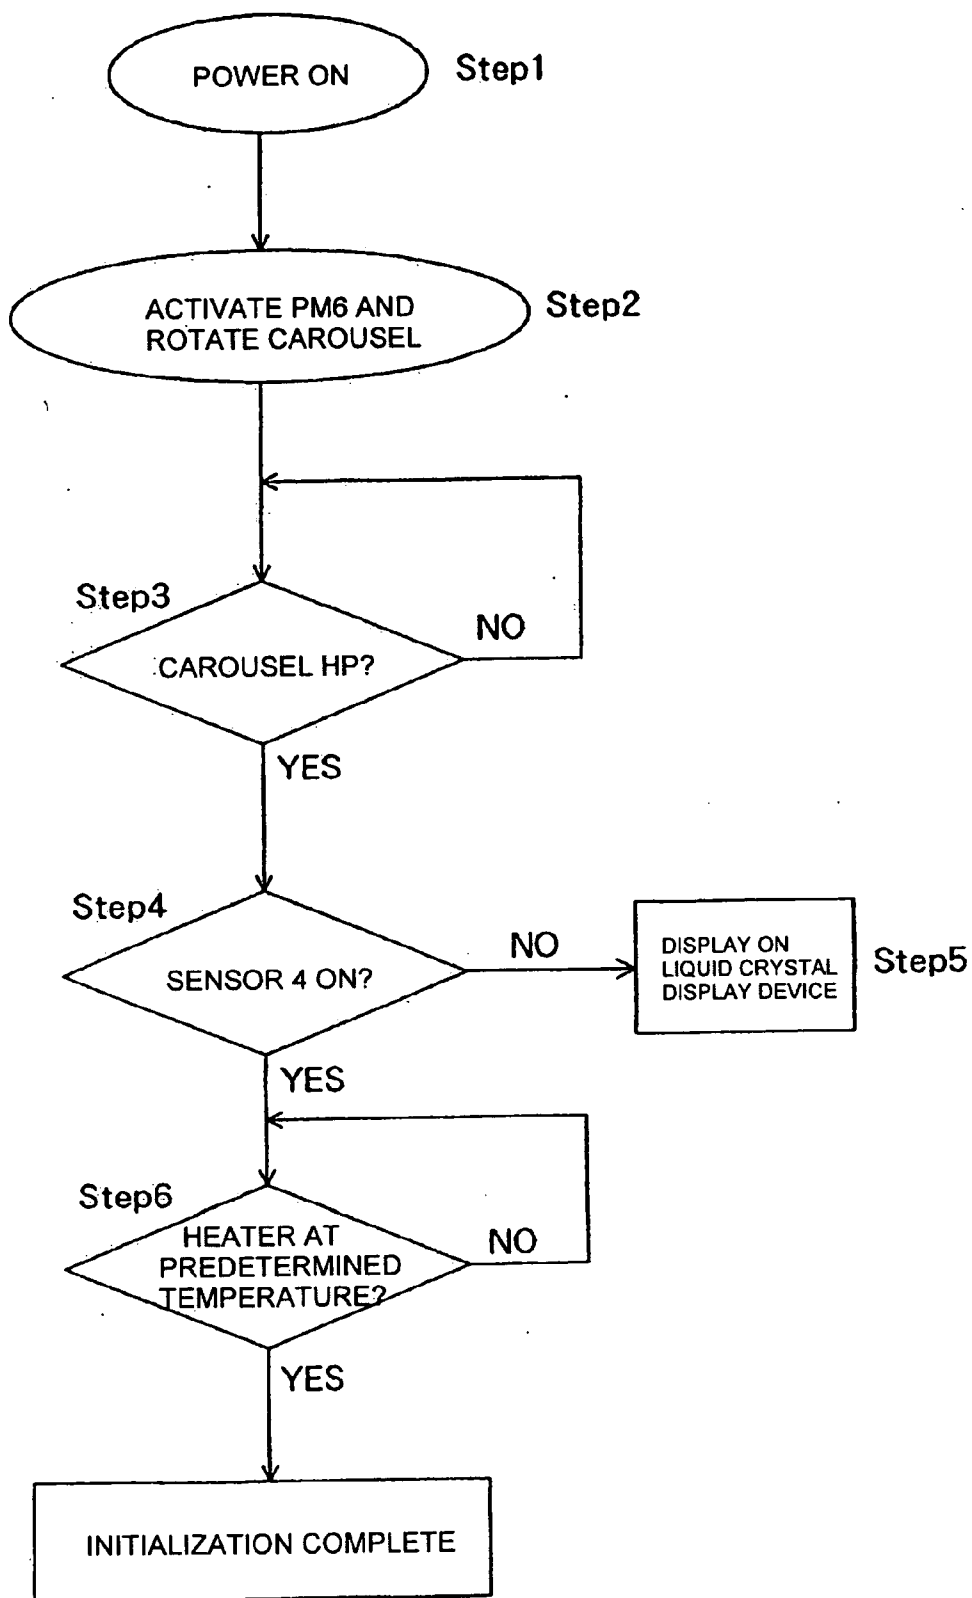 POWER ON
Step1
ACTIVATE PM6 AND
ROTATE CAROUSEL
Step2
Step3
CAROUSEL HP?
NO
YES
Step4
SENSOR 4 ON?
NO
DISPLAY ON
LIQUID CRYSTAL
DISPLAY DEVICE
Step5
YES
Step6
HEATER AT
PREDETERMINED
TEMPERATURE?
NO
YES
INITIALIZATION COMPLETE